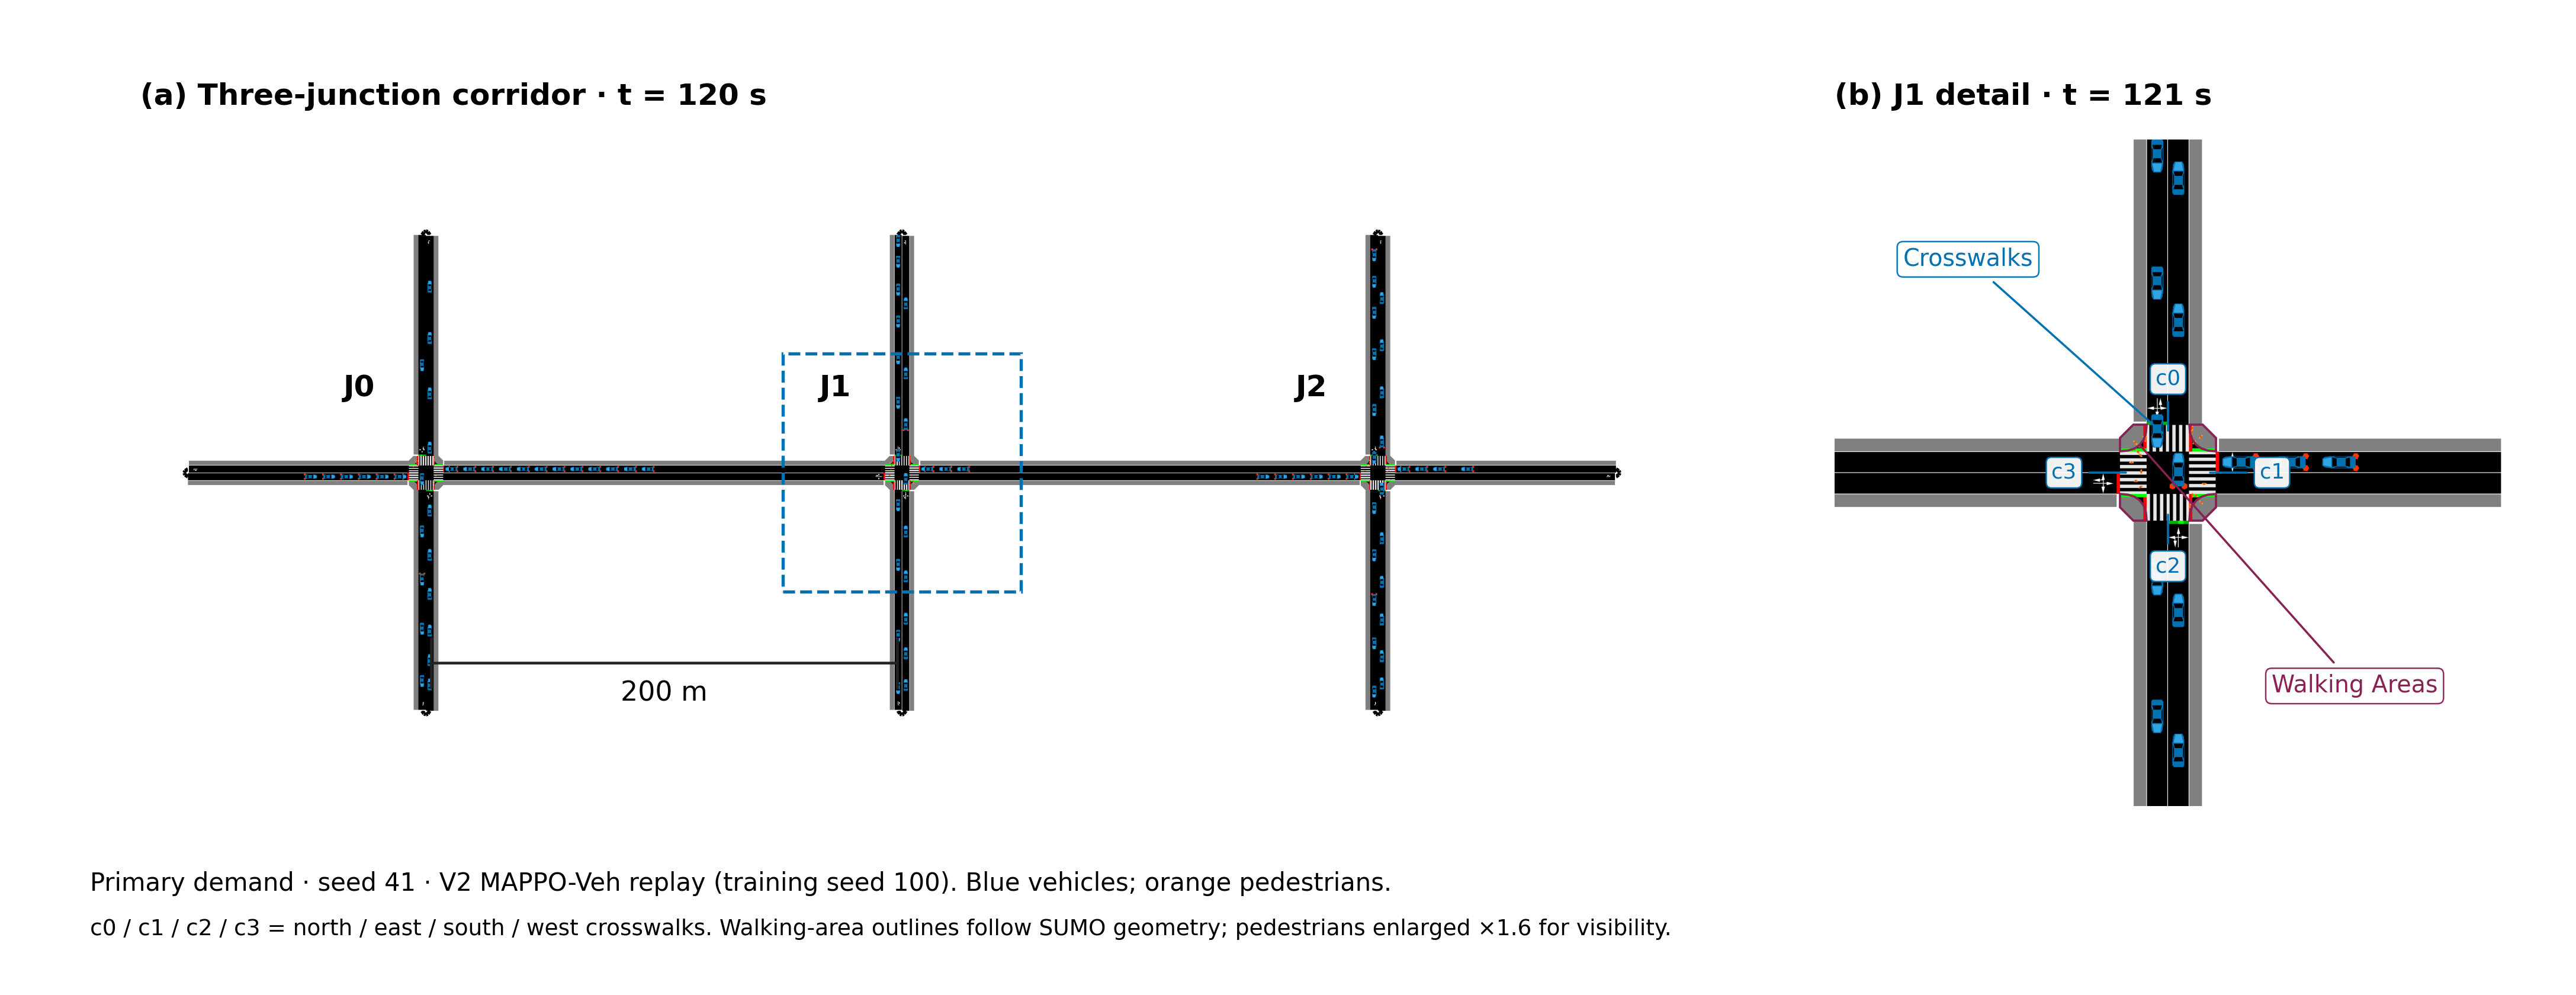 (a) Three-junction corridor · t = 120 s
J0
J1
J2
200 m
(b) J1 detail · t = 121 s
Crosswalks
c0
c3
c1
c2
Walking Areas
Primary demand · seed 41 · V2 MAPPO-Veh replay (training seed 100). Blue vehicles; orange pedestrians.
c0 / c1 / c2 / c3 = north / east / south / west crosswalks. Walking-area outlines follow SUMO geometry; pedestrians enlarged ×1.6 for visibility.